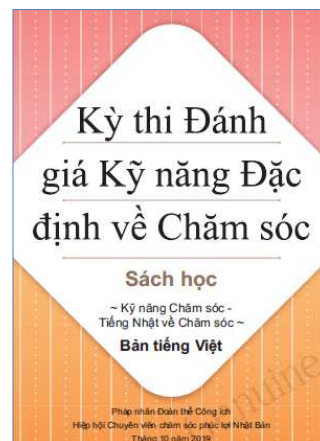 Kỳ thi Đánh
giá Kỹ năng Đặc
định về Chăm sóc
Sách học
~ Kỹ năng Chăm sóc -
Tiếng Nhật về Chăm sóc ~
Bản tiếng Việt
Pháp nhân Đoàn thể Công ích
Hiệp hội Chuyên viên chăm sóc phúc lợi Nhật Bản
Tháng 10 năm 2019